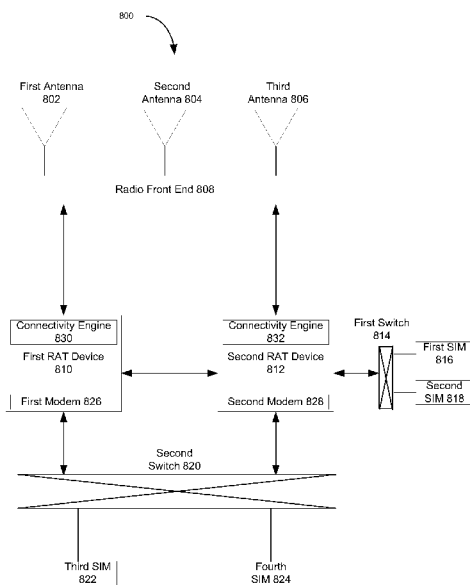 800
First Antenna
802
Second
Antenna 804
Third
Antenna 806
Radio Front End 808
Connectivity Engine
830
First RAT Device
810
First Modem 826
Connectivity Engine
832
Second RAT Device
812
Second Modem 828
First Switch
814
First SIM
816
Second
SIM 818
Second
Switch 820
Third SIM
822
Fourth
SIM 824